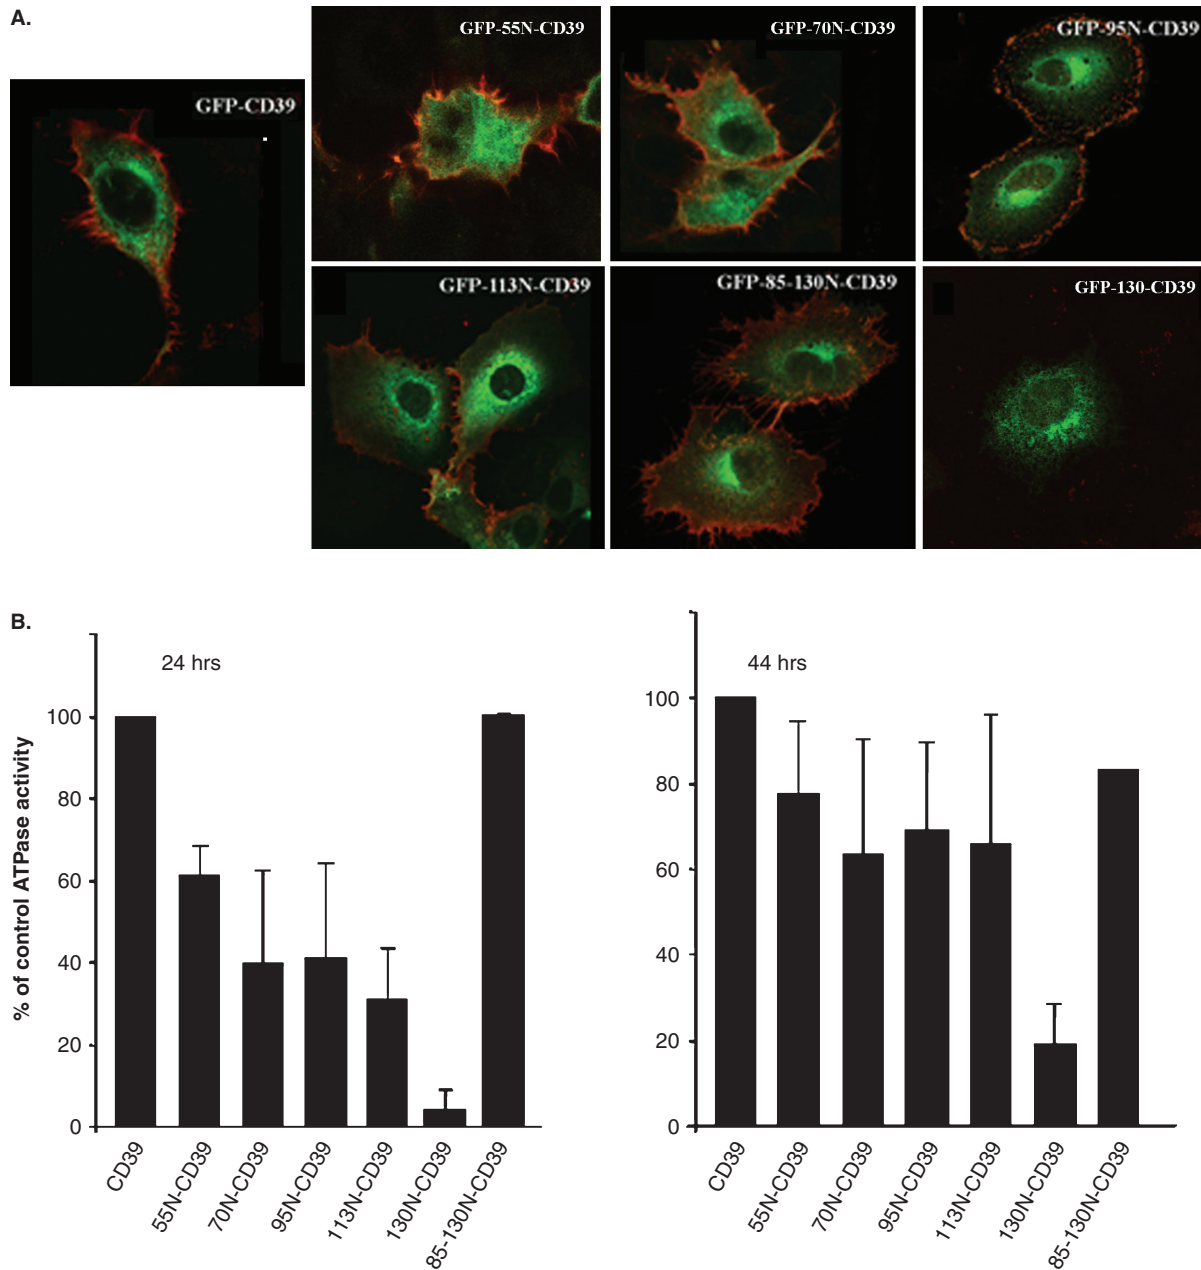 A.
GFP-CD39
GFP-55N-CD39
GFP-70N-CD39
GFP-95N-CD39
GFP-113N-CD39
GFP-85-130N-CD39
GFP-130-CD39
B.
% of control ATPase activity
24 hrs
100
80
60
40
20
0
CD39
55N-CD39
70N-CD39
95N-CD39
113N-CD39
130N-CD39
85-130N-CD39
44 hrs
100
80
60
40
20
0
CD39
55N-CD39
70N-CD39
95N-CD39
113N-CD39
130N-CD39
85-130N-CD39